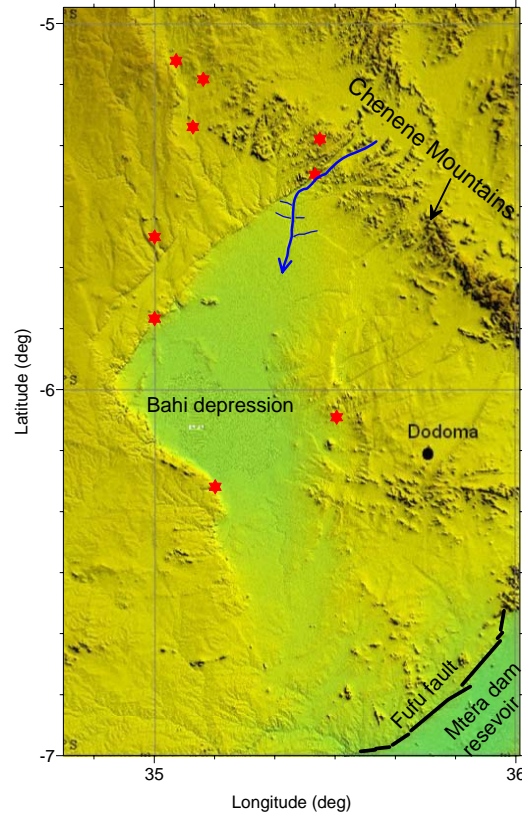 -5
S
Chenene Mountains
Latitude (deg)
S
-6
Bahi depression
Dodoma
Fufu fault
Mtera dam
resevoir
-7
S
35
36
Longitude (deg)